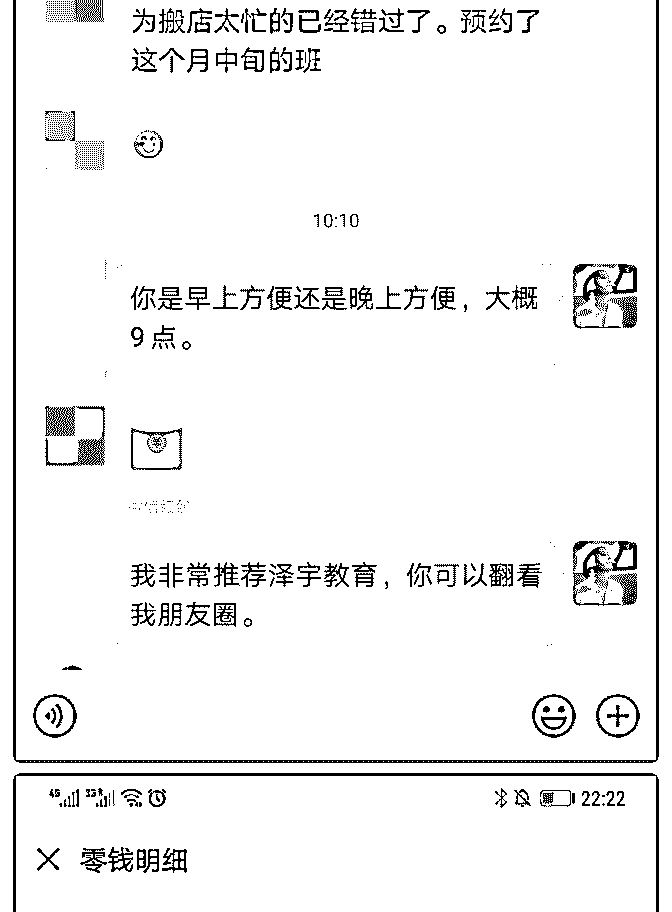 为搬店太忙的已经错过了。预约了
这个月中旬的班
10:10
你是早上方便还是晚上方便，大概
9点。
我非常推荐泽宇教育，你可以翻看
我朋友圈。
22:22
零钱明细